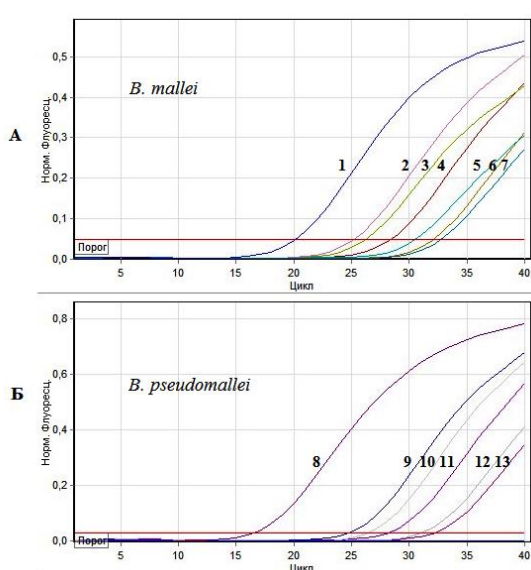 А
B. mallei
Норм. Флуоресц.
0,5
0,4
0,3
0,2
0,1
0,0
1 2 3 4 5 6 7
Порог
5 10 15 20 25 30 35 40
Цикл
Б
B. pseudomallei
Норм. Флуоресц.
0,8
0,6
0,4
0,2
0,0
8 9 10 11 12 13
Порог
5 10 15 20 25 30 35 40
Цикл